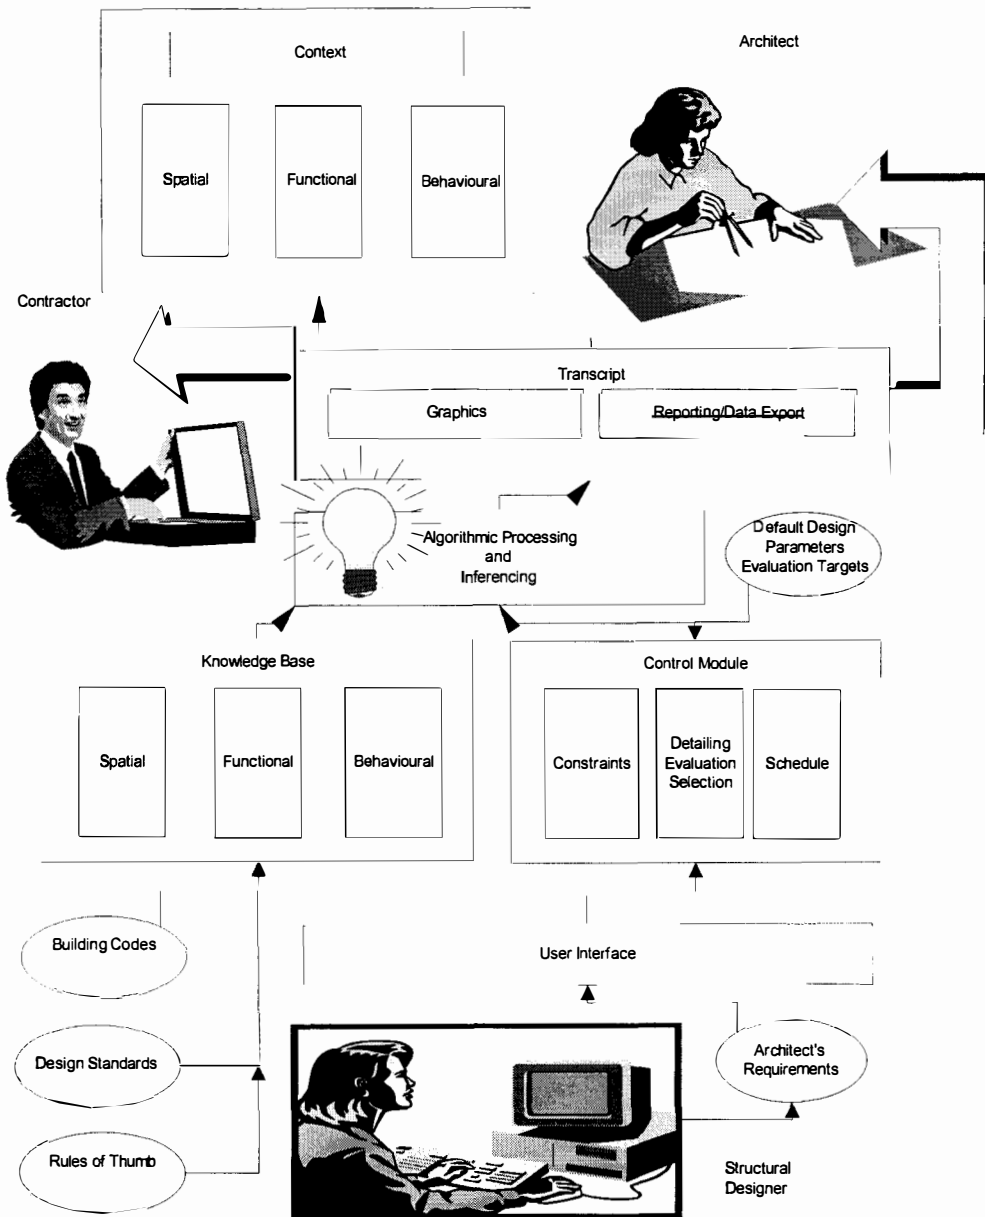 Context
Architect
Spatial
Functional
Behavioural
Contractor
Transcript
Graphics
Reporting/Data Export
Algorithmic Processing
and
Inferencing
Default Design
Parameters
Evaluation Targets
Knowledge Base
Control Module
Spatial
Functional
Behavioural
Constraints
Detailing
Evaluation
Selection
Schedule
Building Codes
User Interface
Design Standards
Architect's
Requirements
Rules of Thumb
Structural
Designer